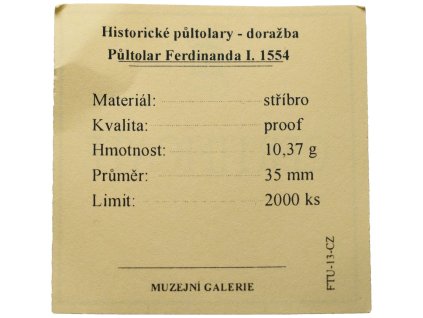 Historické půltolary - doražba
Půltolar Ferdinanda I. 1554
Materiál: stříbro
Kvalita: proof
Hmotnost: 10,37 g
Průměr: 35 mm
Limit: 2000 ks
MUZEJNÍ GALERIE
FTU-13-CZ